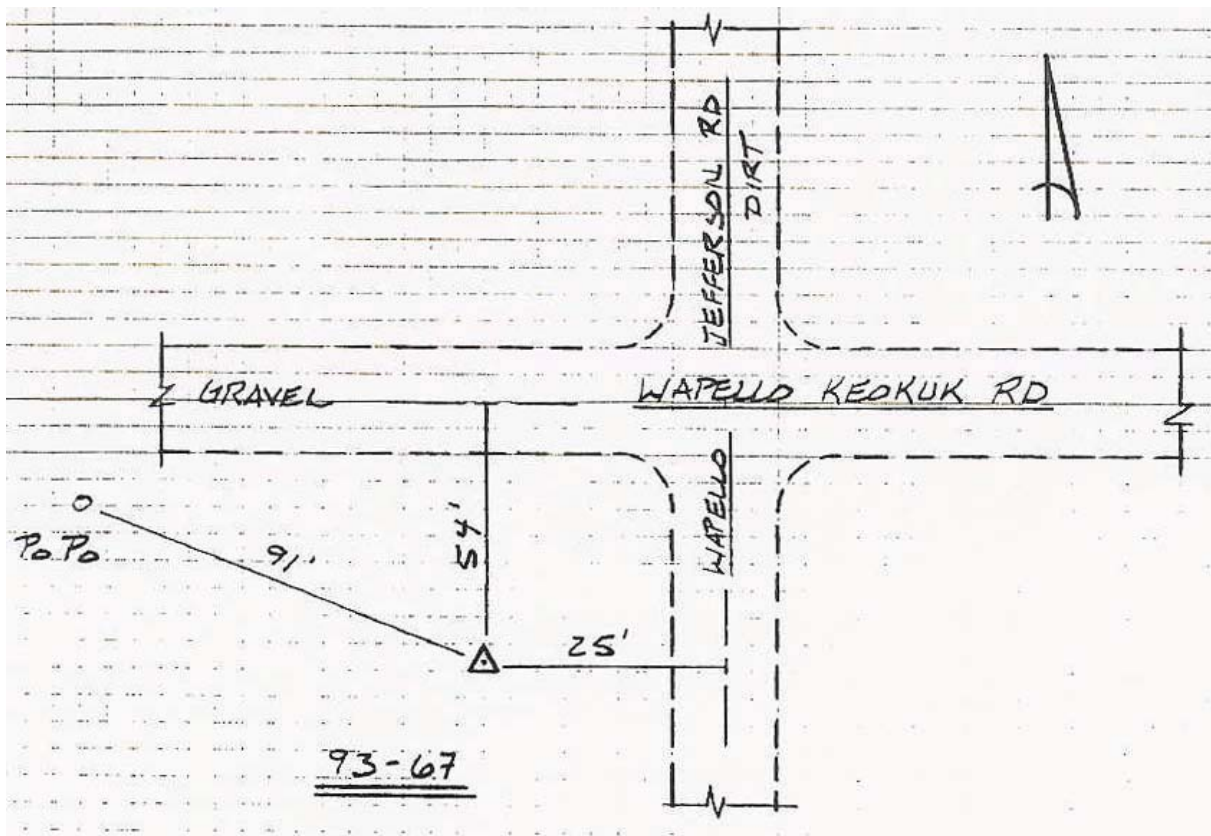 JEFFERSON RD
DIRT
GRAVEL
WAPELLO KEOKUK RD
WAPELLO
54'
Po Po
91'
25'
93-67